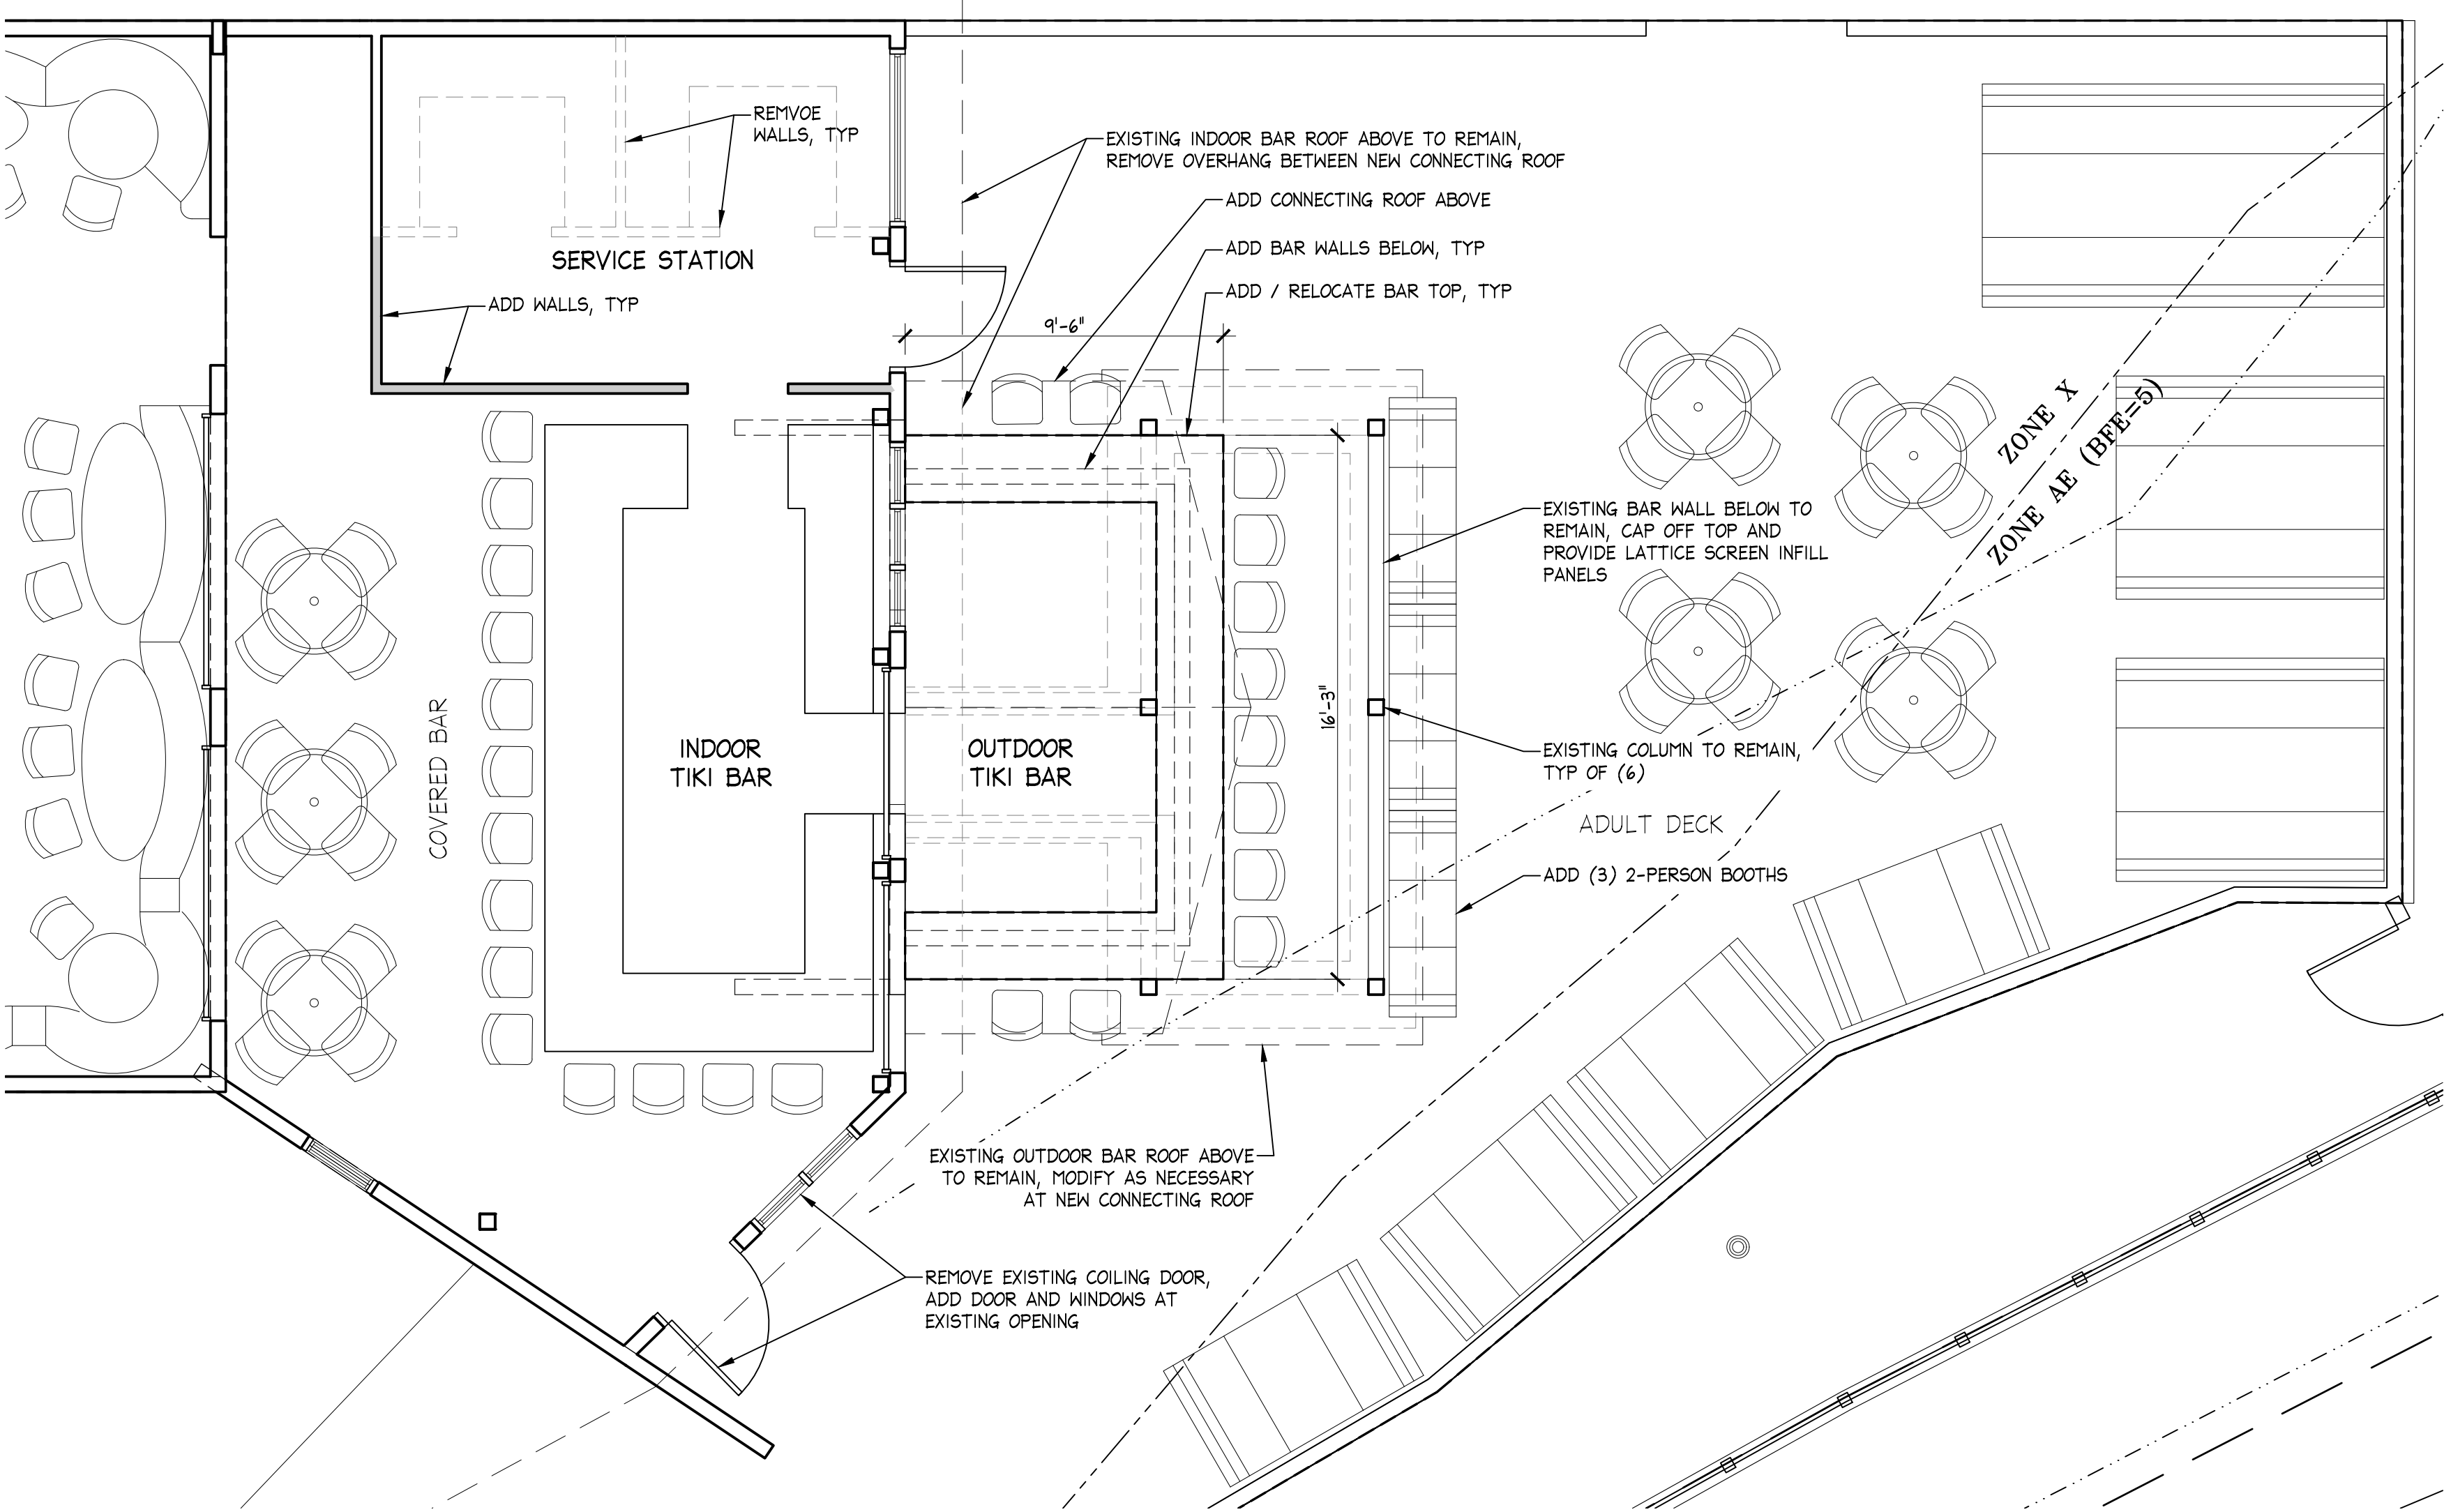 REMVOE
WALLS, TYP
EXISTING INDOOR BAR ROOF ABOVE TO REMAIN,
REMOVE OVERHANG BETWEEN NEW CONNECTING ROOF
ADD CONNECTING ROOF ABOVE
SERVICE STATION
ADD BAR WALLS BELOW, TYP
ADD WALLS, TYP
ADD / RELOCATE BAR TOP, TYP
9'-6"
ZONE X
ZONE AE (BFE=5)
EXISTING BAR WALL BELOW TO
REMAIN, CAP OFF TOP AND
PROVIDE LATTICE SCREEN INFILL
PANELS
16'-3"
COVERED BAR
INDOOR
TIKI BAR
OUTDOOR
TIKI BAR
EXISTING COLUMN TO REMAIN,
TYP OF (6)
ADULT DECK
ADD (3) 2-PERSON BOOTHS
EXISTING OUTDOOR BAR ROOF ABOVE
TO REMAIN, MODIFY AS NECESSARY
AT NEW CONNECTING ROOF
REMOVE EXISTING COILING DOOR,
ADD DOOR AND WINDOWS AT
EXISTING OPENING